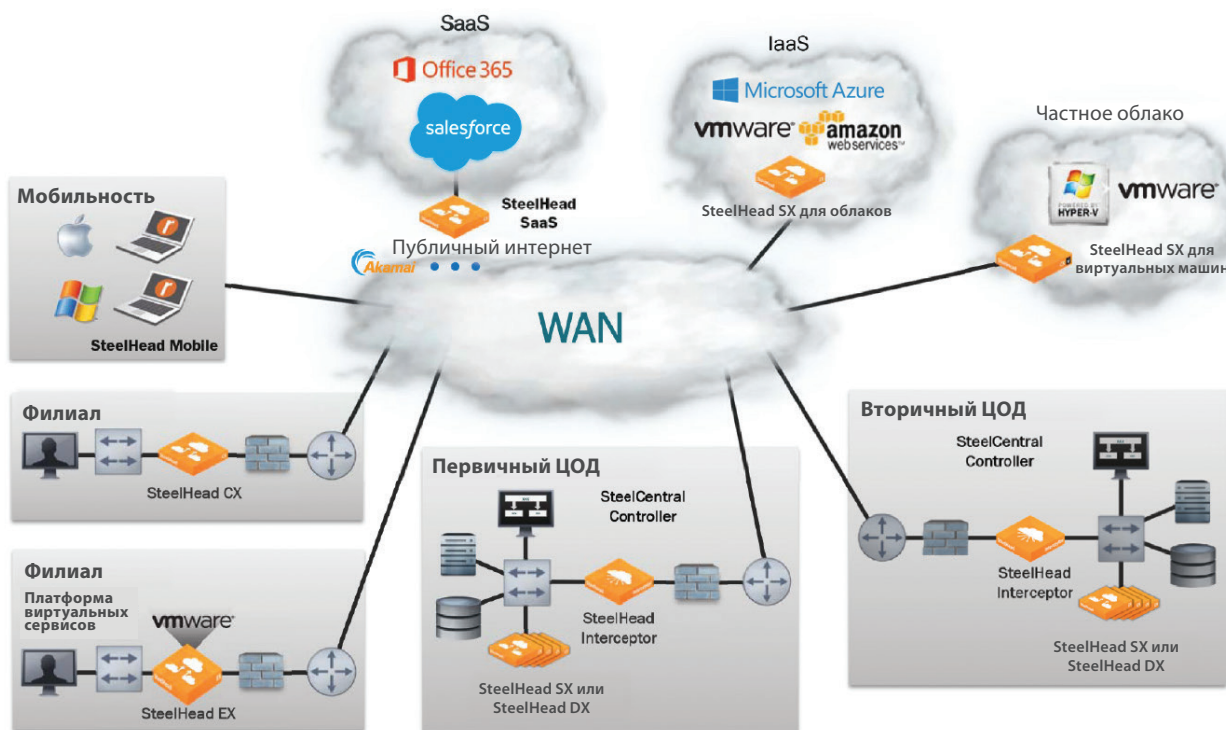 SaaS
Office 365
salesforce
SteelHead
SaaS
Публичный интернет
Akamai
IaaS
Microsoft Azure
vmware®
amazon
webservices™
SteelHead SX для облаков
Частное облако
POWERED BY
HYPER-V
vmware®
SteelHead SX для
виртуальных машин
Мобильность
SteelHead Mobile
WAN
Филиал
SteelHead CX
Филиал
Платформа
виртуальных
сервисов
vmware®
SteelHead EX
Первичный ЦОД
SteelCentral
Controller
SteelHead
Interceptor
SteelHead SX или
SteelHead DX
Вторичный ЦОД
SteelCentral
Controller
SteelHead
Interceptor
SteelHead SX или
SteelHead DX